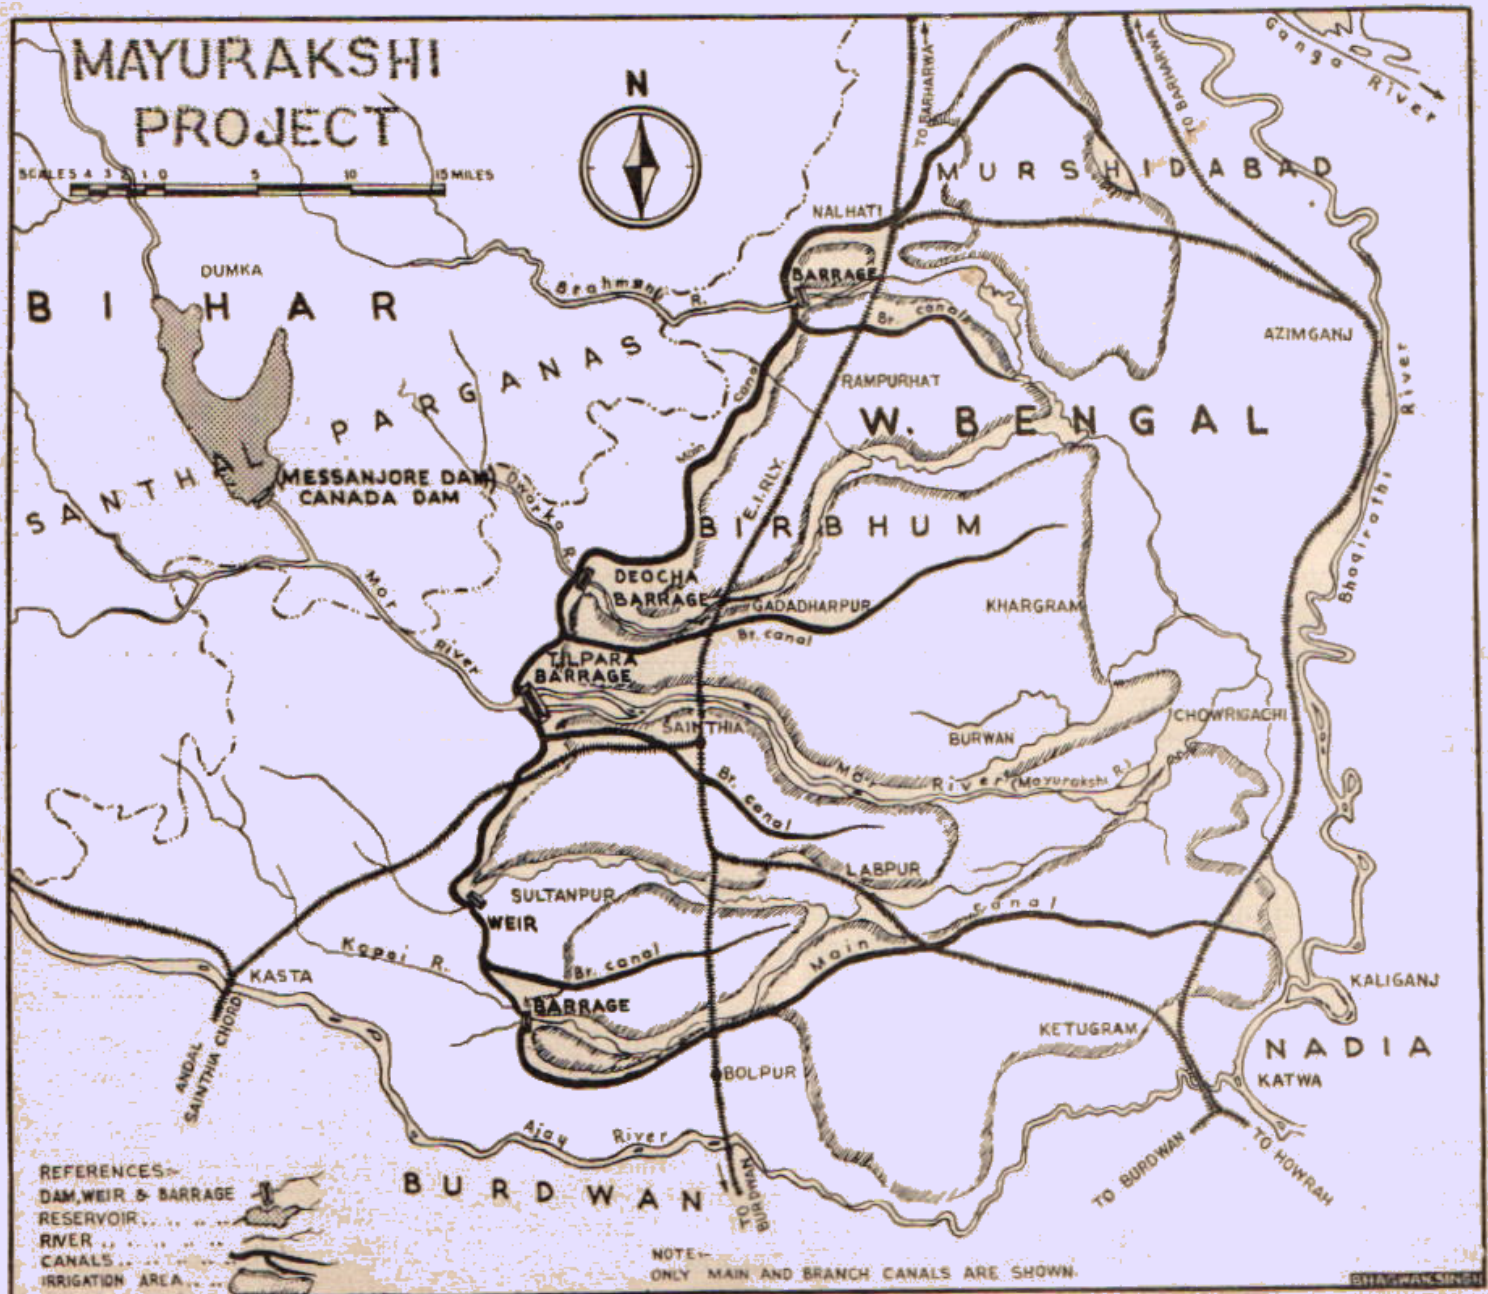 MAYURAKSHI
PROJECT
SCALE 5 4 3 2 1 0 5 10 15 MILES
N
TO BARHARWA
TO BARHARWA
Ganga River
MURSHIDABAD
NALHATI
DUMKA
BIHAR
Brahmani R.
BARRAGE
Br. canals
AZIMGANJ
SANTHAL PARGANAS
RAMPURHAT
Main Canal
W. BENGAL
River
(MESSANJORE DAM)
CANADA DAM
Dwarka R.
E.I.RLY.
BIRBHUM
Bhagirathi
DEOCHA
BARRAGE
GADADHARPUR
KHARGRAM
Mor River
Br. canal
TILPARA
BARRAGE
SAINTHIA
BURWAN
CHOWRIGACHI
Mor River (Mayurakshi R.)
Br. canal
LABPUR
SULTANPUR
WEIR
canal
Main
Kopai R.
Br. canal
KASTA
BARRAGE
KALIGANJ
KETUGRAM
NADIA
ANDAL
SAINTHIA CHORD
BOLPUR
KATWA
Ajay River
TO BURDWAN
TO HOWRAH
BURDWAN
TO
BURDWAN
REFERENCES:-
DAM, WEIR & BARRAGE
RESERVOIR.. .. .. ..
RIVER .. .. .. .. ..
CANALS.. .. .. .. ..
IRRIGATION AREA.. ..
NOTE:-
ONLY MAIN AND BRANCH CANALS ARE SHOWN.
BHAGWAN SINGH